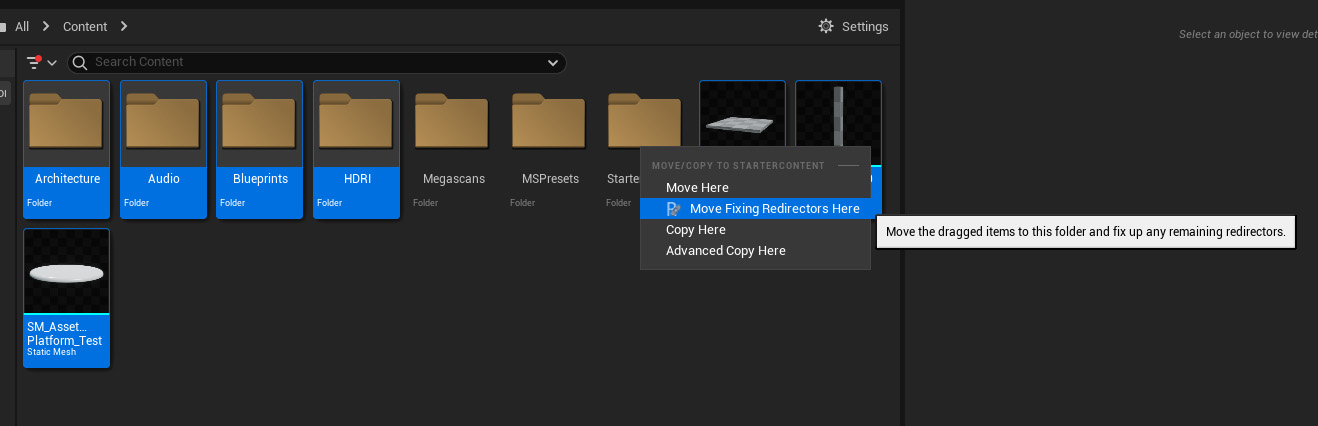 All
Content
Settings
Select an object to view det
Search Content
Architecture
Folder
Audio
Folder
Blueprints
Folder
HDRI
Folder
Megascans
Folder
MSPresets
Folder
Starte
Folder
MOVE/COPY TO STARTERCONTENT
Move Here
Move Fixing Redirectors Here
Copy Here
Advanced Copy Here
Move the dragged items to this folder and fix up any remaining redirectors.
SM_Asset...
Platform_Test
Static Mesh